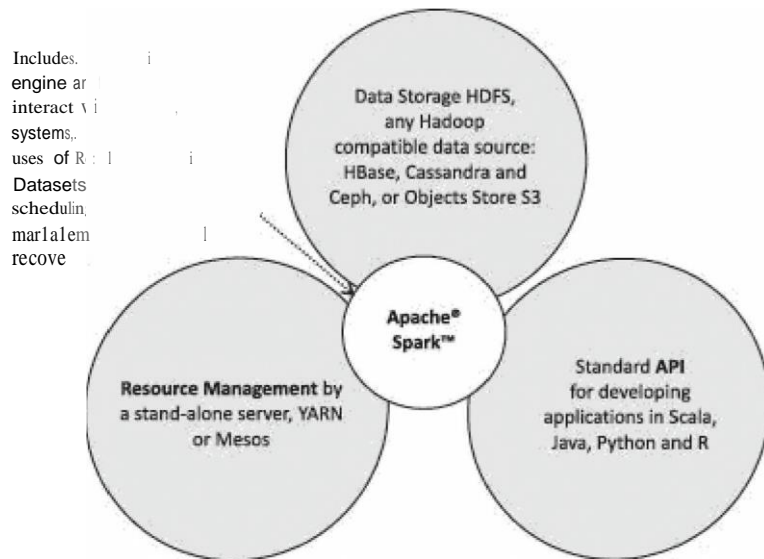 Includes.
engine
interact
systems,.
uses of
Datasets
scheduling
recove
Data Storage HDFS,
any Hadoop
compatible data source:
HBase, Cassandra and
Ceph, or Objects Store S3
Apache®
Spark™
Resource Management by
a stand-alone server, YARN
or Mesos
Standard API
for developing
applications in Scala,
Java, Python and R